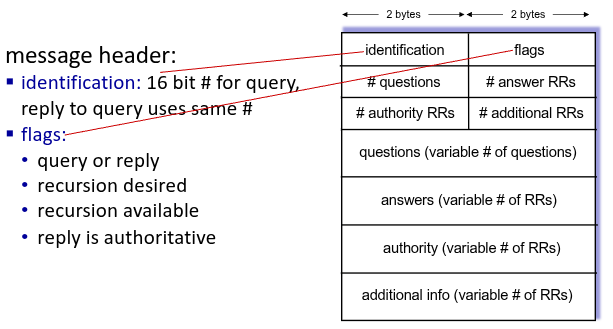 message header:
▪ identification: 16 bit # for query,
reply to query uses same #
▪ flags:
• query or reply
• recursion desired
• recursion available
• reply is authoritative
2 bytes 2 bytes
identification flags
# questions # answer RRs
# authority RRs # additional RRs
questions (variable # of questions)
answers (variable # of RRs)
authority (variable # of RRs)
additional info (variable # of RRs)